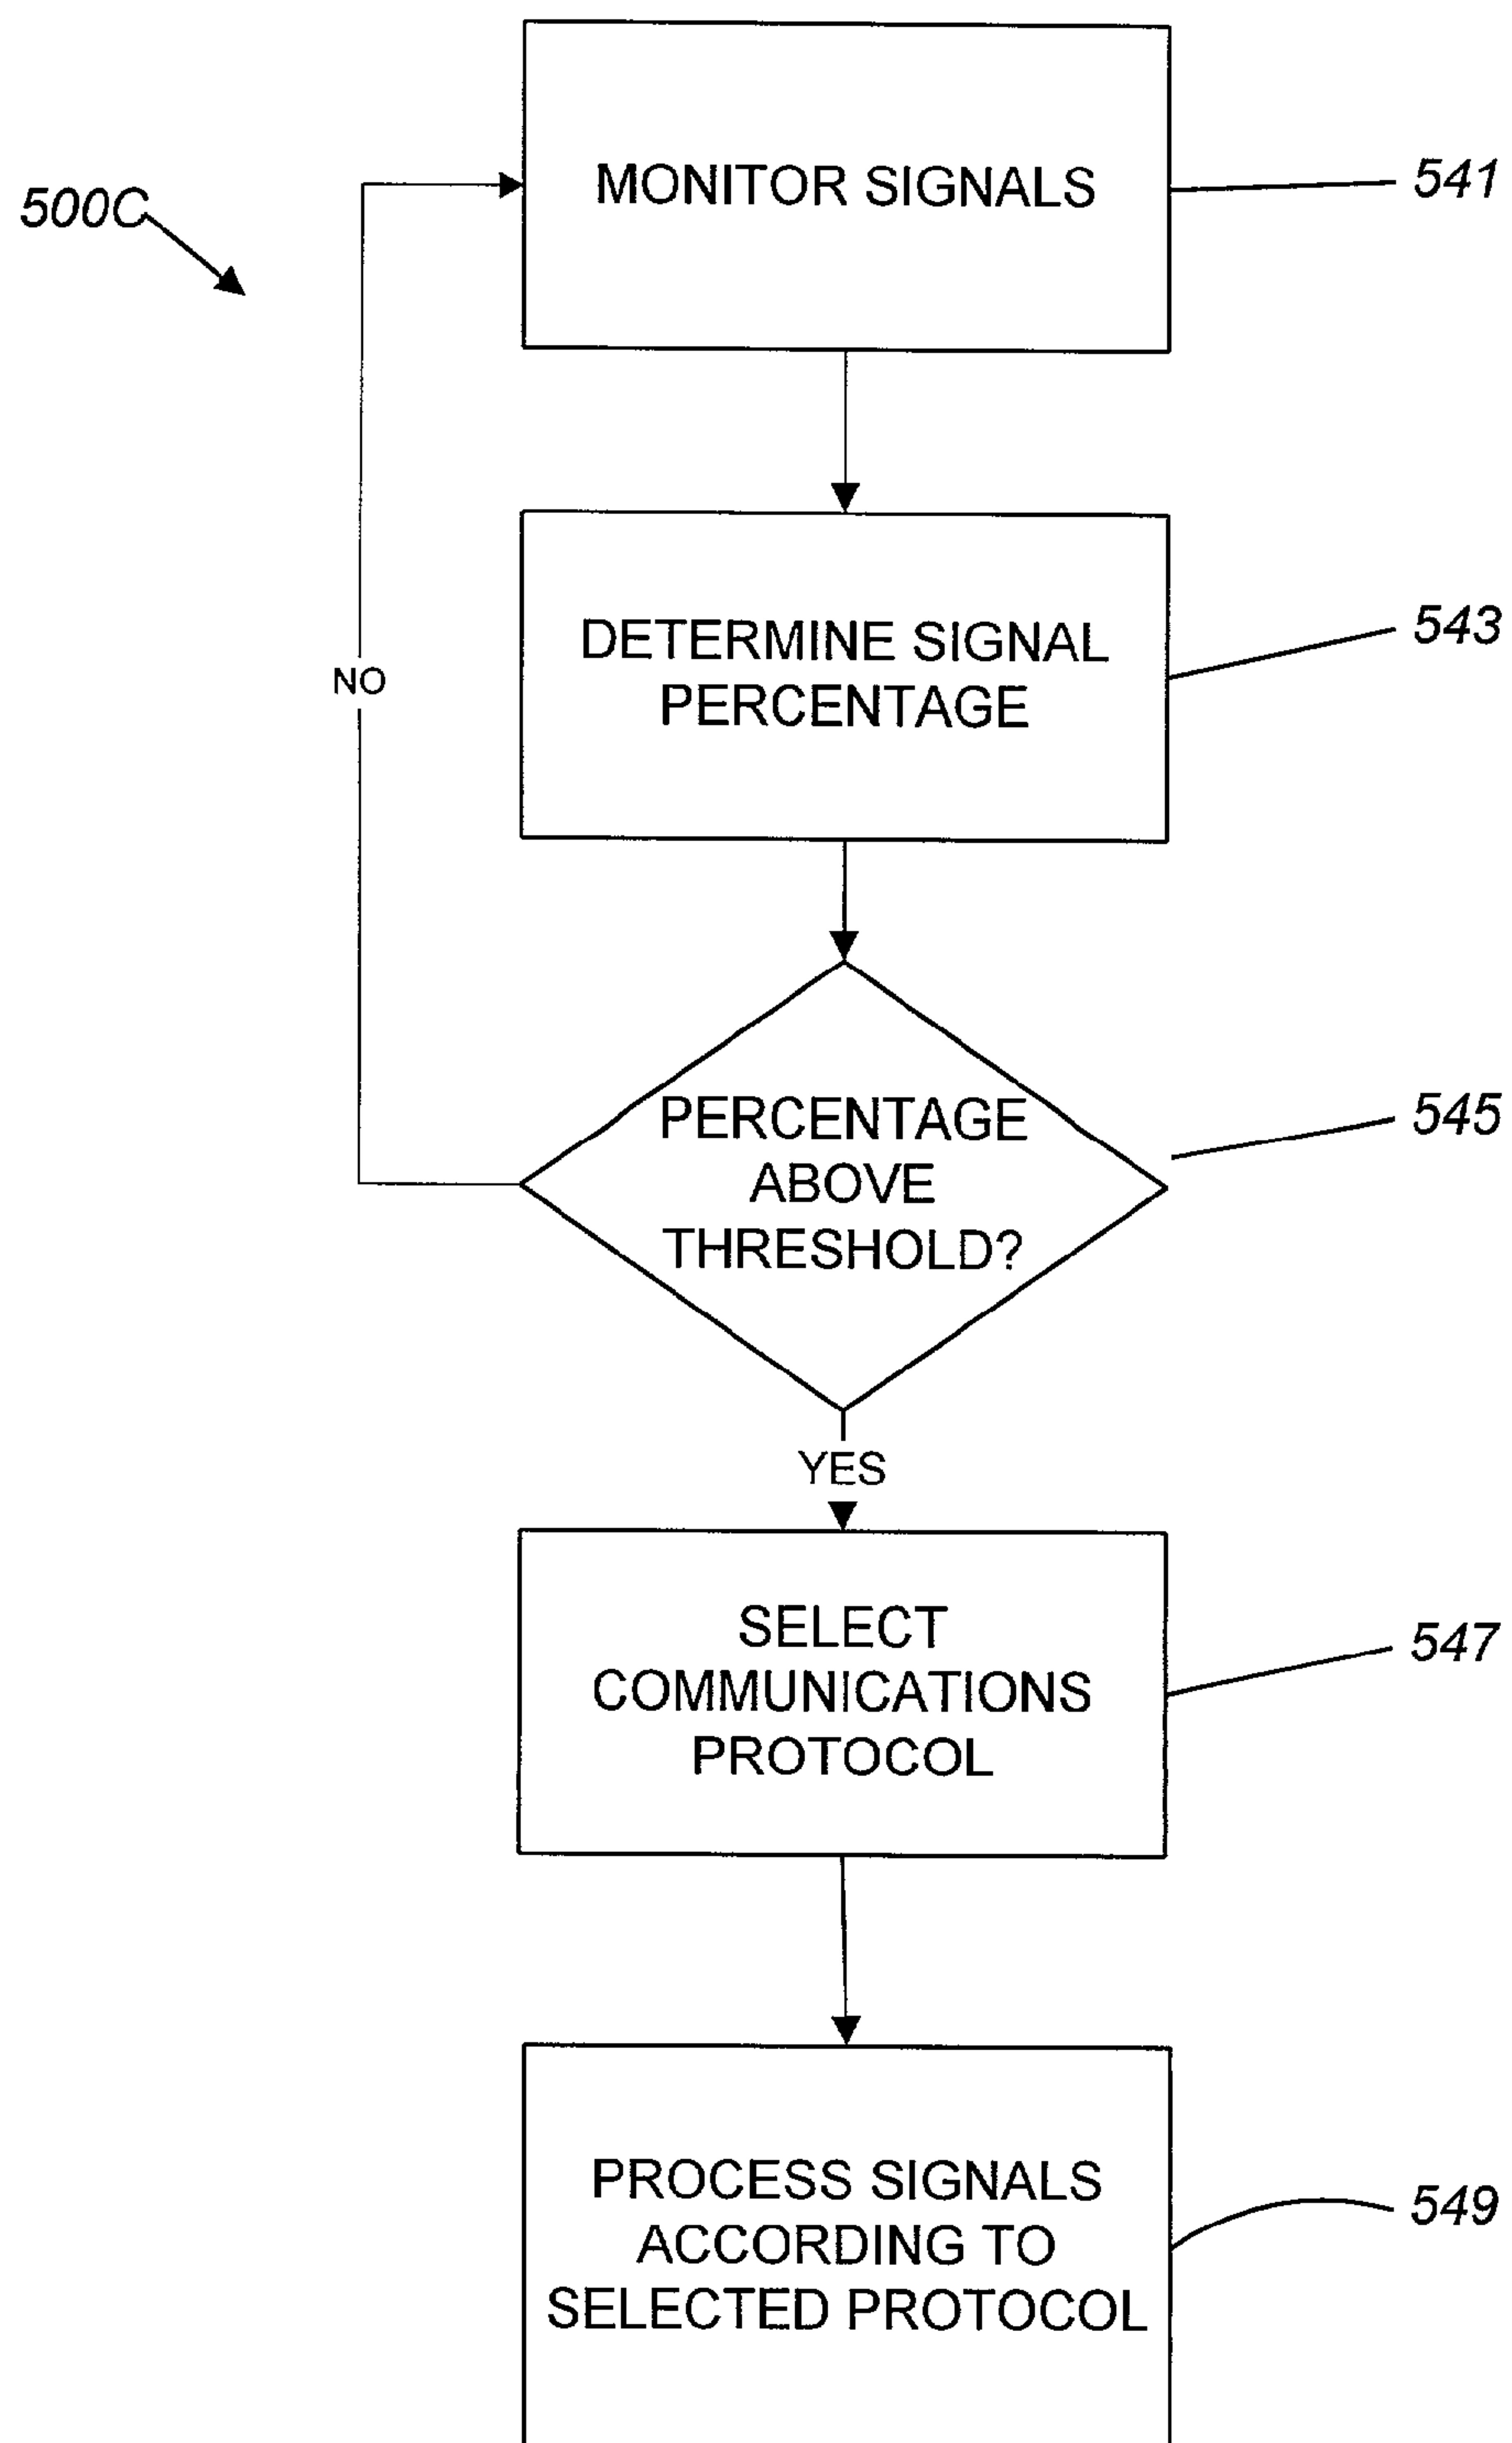 500C
MONITOR SIGNALS
541
DETERMINE SIGNAL
PERCENTAGE
543
NO
PERCENTAGE
ABOVE
THRESHOLD?
545
YES
SELECT
COMMUNICATIONS
PROTOCOL
547
PROCESS SIGNALS
ACCORDING TO
SELECTED PROTOCOL
549